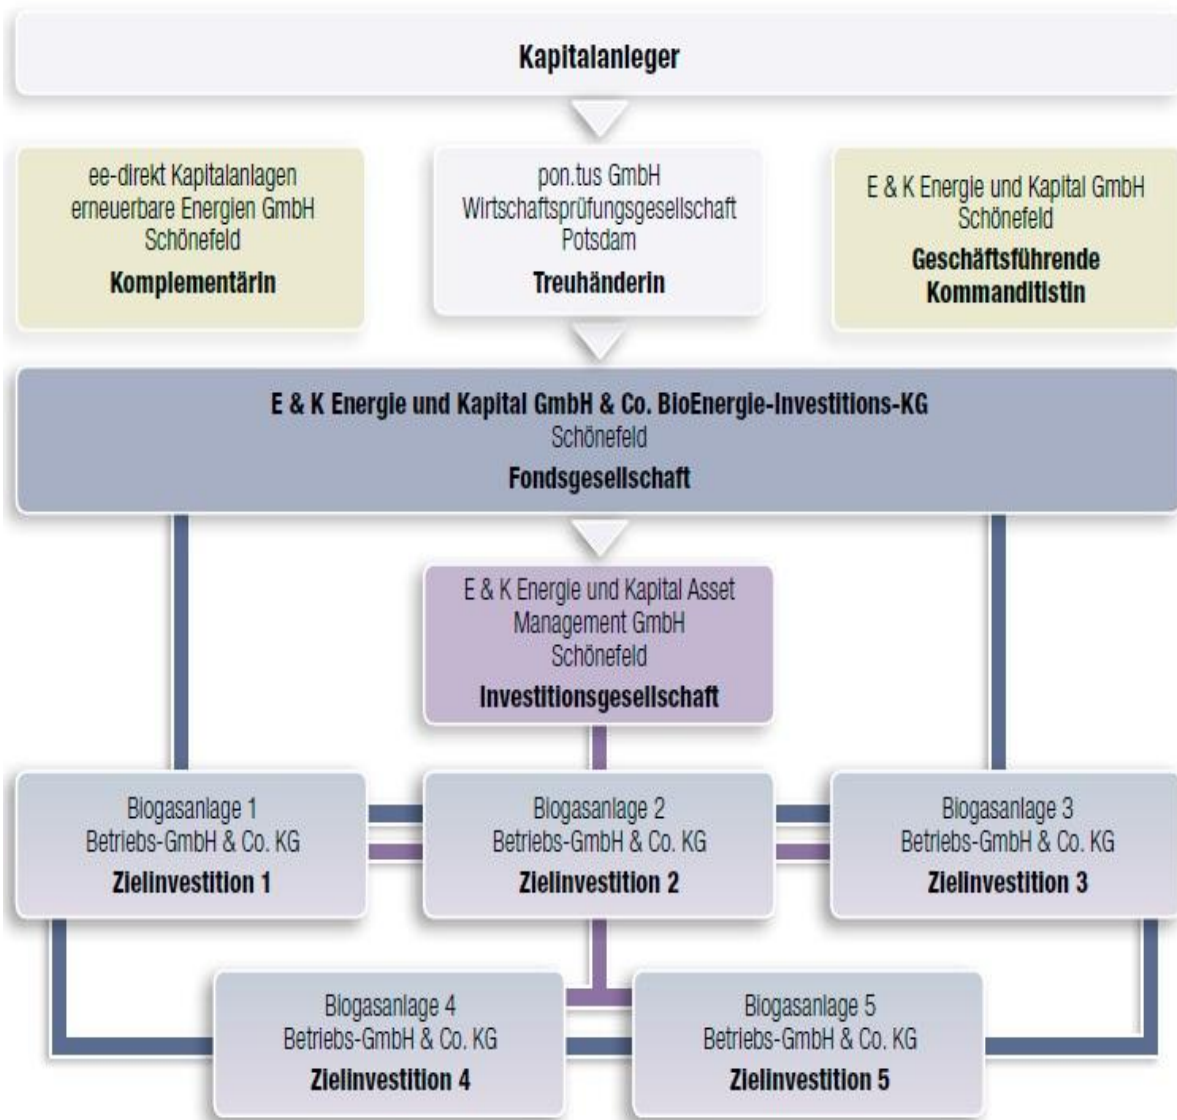 Kapitalanleger
ee-direkt Kapitalanlagen
erneuerbare Energien GmbH
Schönefeld
Komplementärin
pon.tus GmbH
Wirtschaftsprüfungsgesellschaft
Potsdam
Treuhänderin
E & K Energie und Kapital GmbH
Schönefeld
Geschäftsführende
Kommanditistin
E & K Energie und Kapital GmbH & Co. BioEnergie-Investitions-KG
Schönefeld
Fondsgesellschaft
E & K Energie und Kapital Asset
Management GmbH
Schönefeld
Investitionsgesellschaft
Biogasanlage 1
Betriebs-GmbH & Co. KG
Zielinvestition 1
Biogasanlage 2
Betriebs-GmbH & Co. KG
Zielinvestition 2
Biogasanlage 3
Betriebs-GmbH & Co. KG
Zielinvestition 3
Biogasanlage 4
Betriebs-GmbH & Co. KG
Zielinvestition 4
Biogasanlage 5
Betriebs-GmbH & Co. KG
Zielinvestition 5